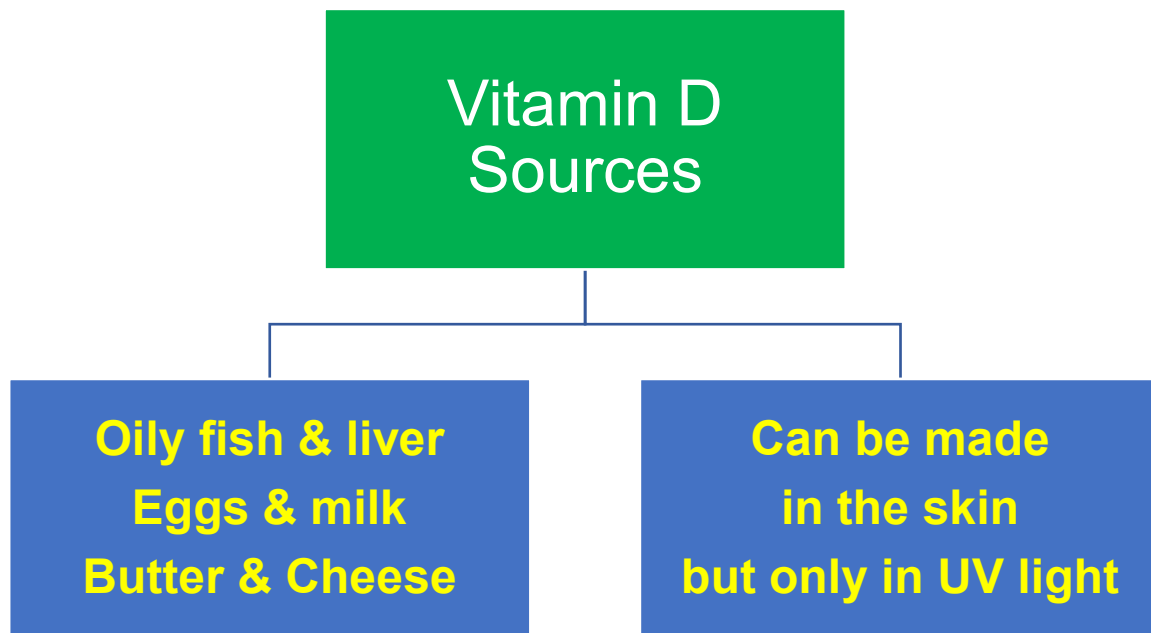 Vitamin D
Sources
Oily fish & liver
Eggs & milk
Butter & Cheese
Can be made
in the skin
but only in UV light